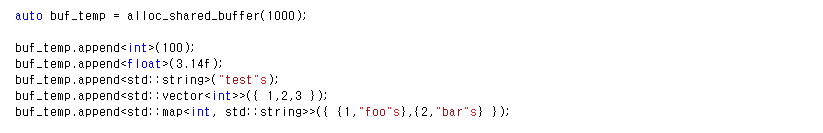 auto buf_temp = alloc_shared_buffer(1000);
buf_temp.append<int>(100);
buf_temp.append<float>(3.14f);
buf_temp.append<std::string>("test"s);
buf_temp.append<std::vector<int>>({ 1,2,3 });
buf_temp.append<std::map<int, std::string>>({ {1,"foo"s},{2,"bar"s} });